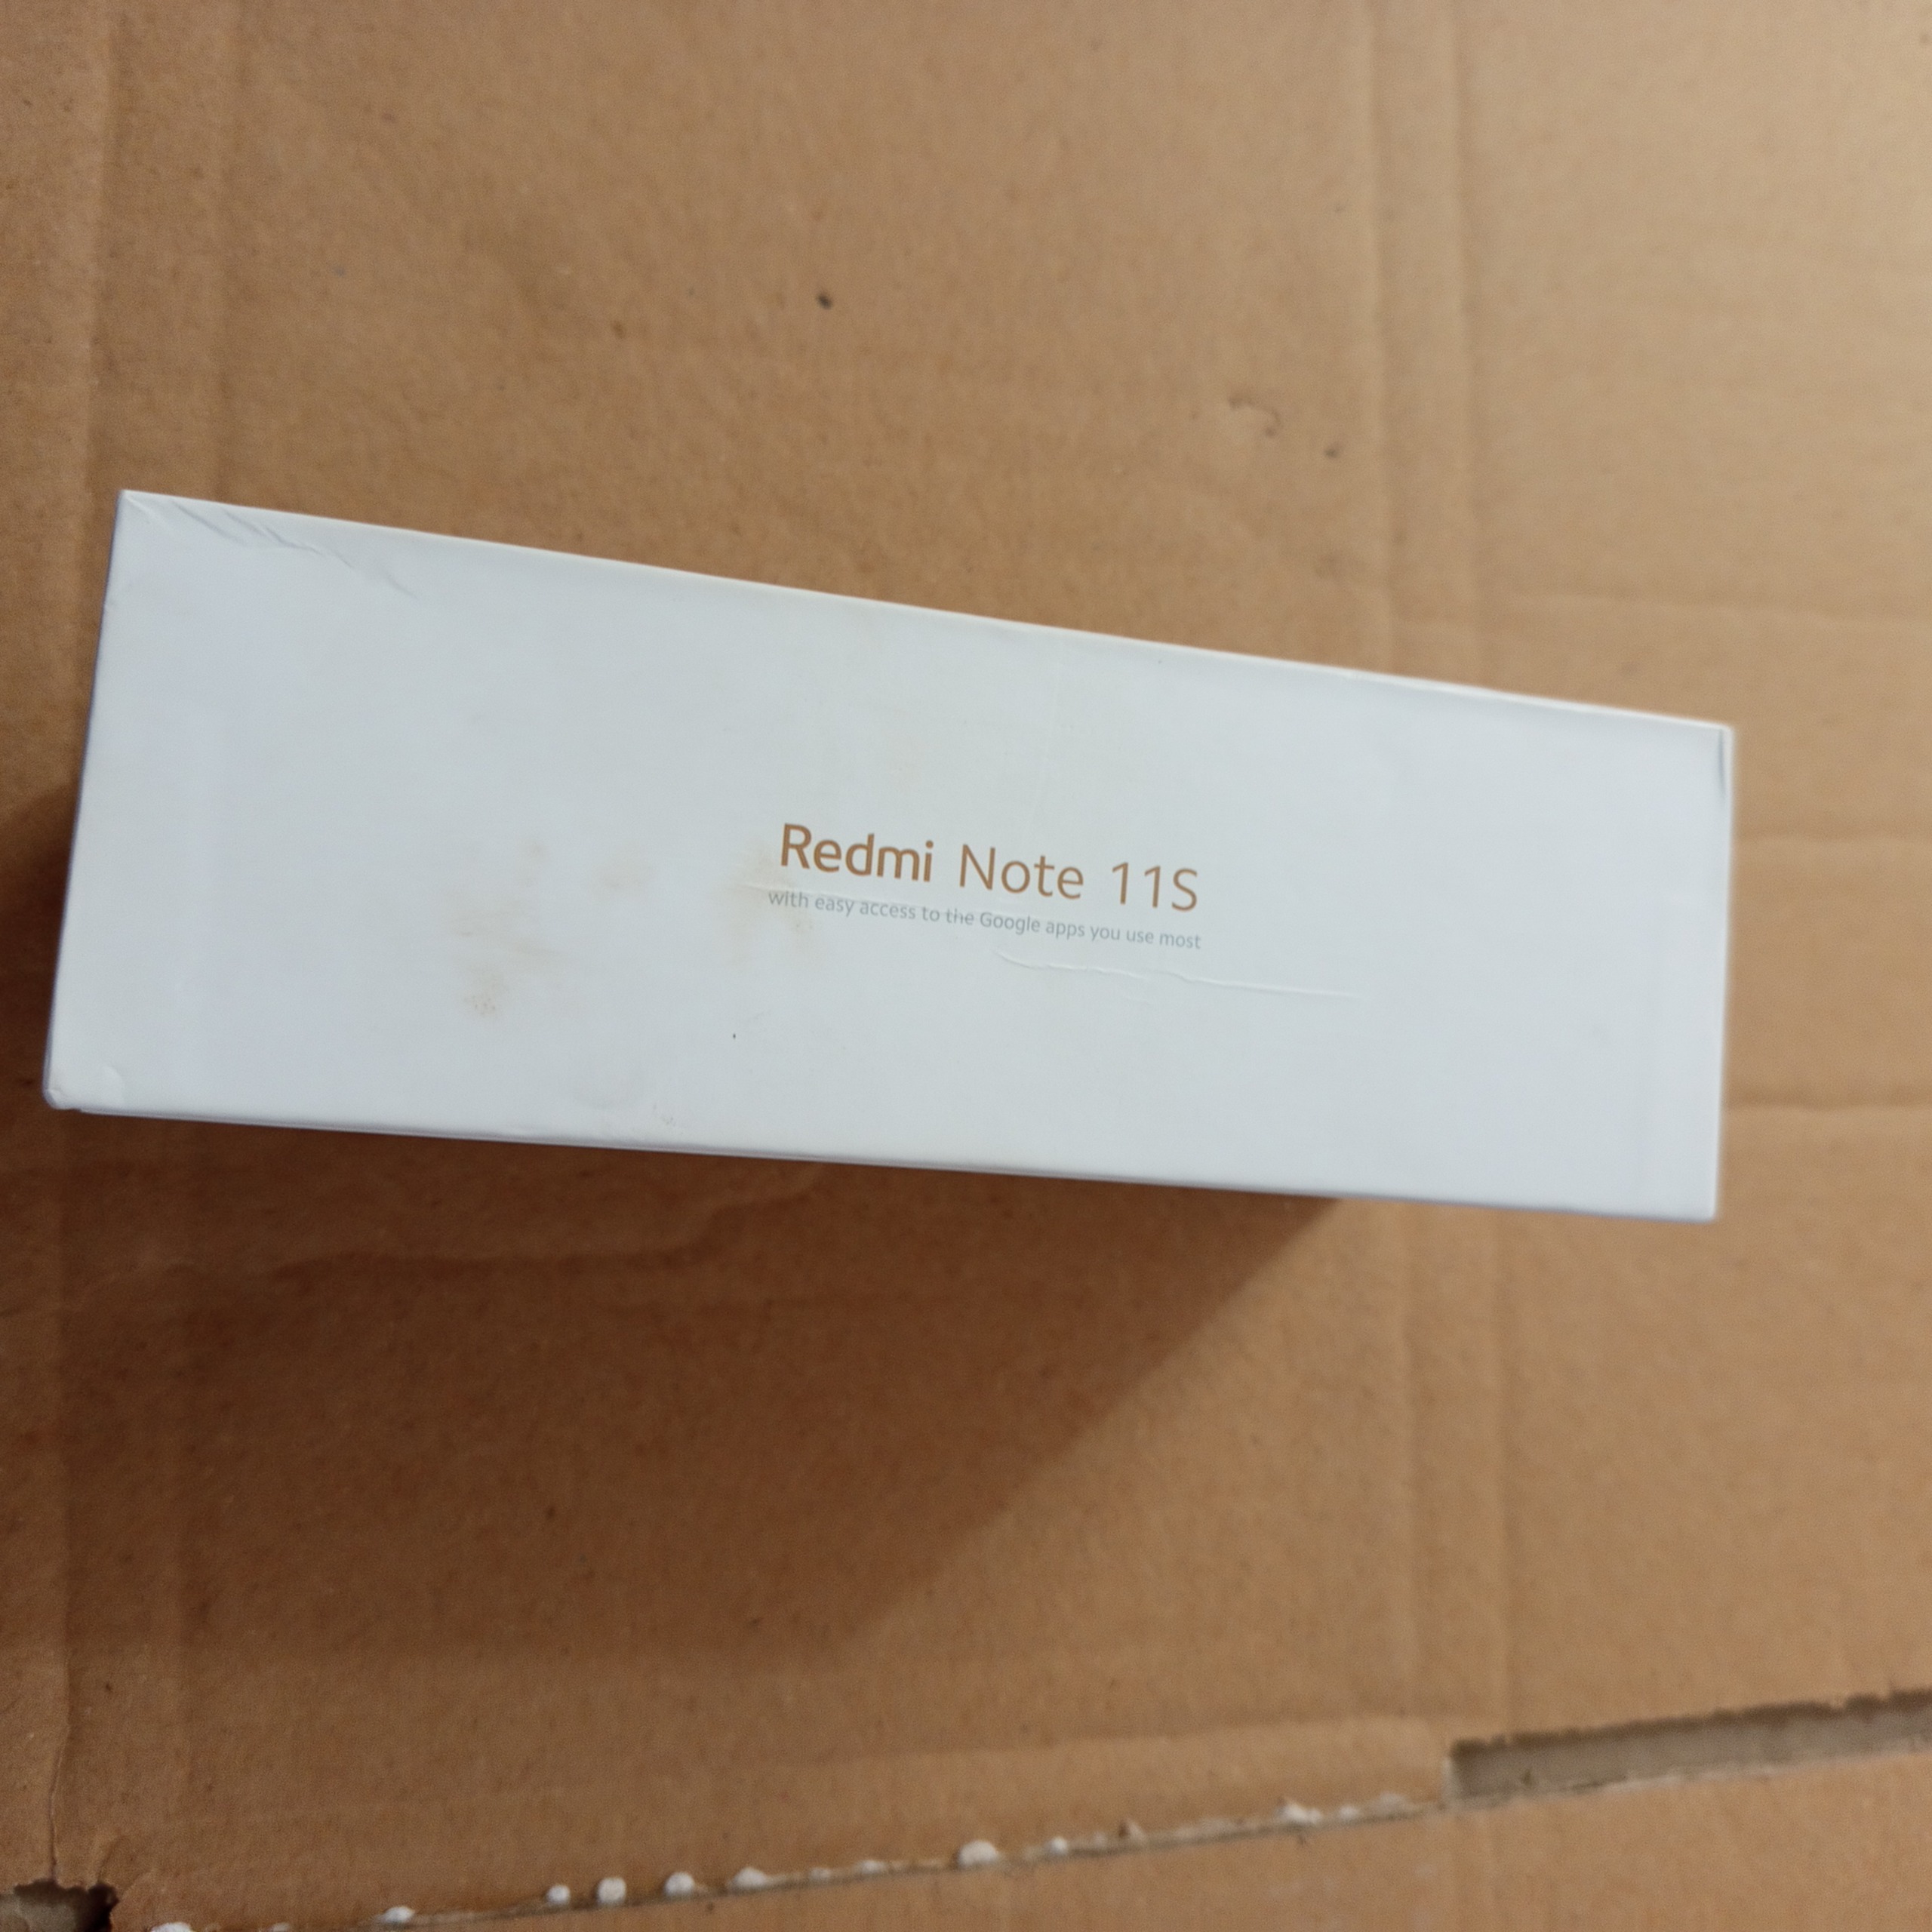 Redmi Note 11S
with easy access to the Google apps you use most